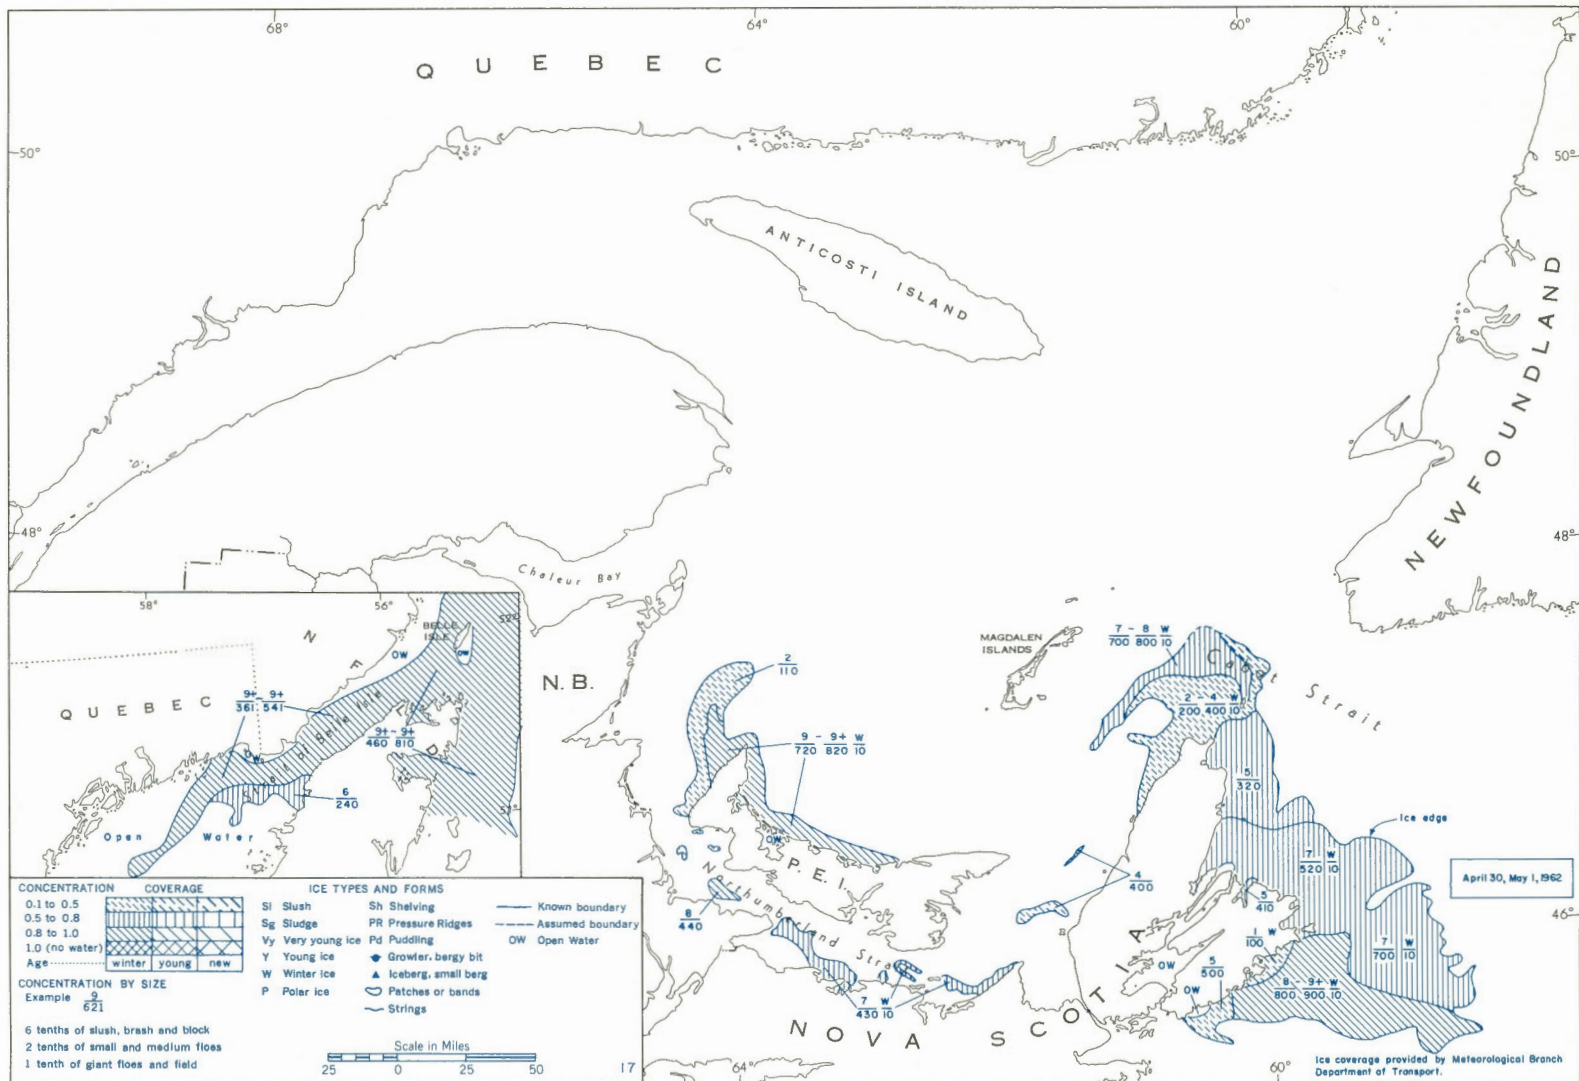 68°
64°
60°
QUEBEC
50°
50°
ANTICOSTI ISLAND
NEWFOUNDLAND
48°
48°
Chaleur Bay
58°
56°
52°
N F L D
BELLE ISLE
OW
OW
QUEBEC
9+ - 9+
361 541
Strait of Belle Isle
OW
9+ - 9+
460 810
6
240
Open Water
51°
N.B.
MAGDALEN
ISLANDS
2
110
7 - 8 W
700 800 10
Cabot Strait
2 - 4 W
200 400 10
9 - 9+ W
720 820 10
5
320
Ice edge
OW
P.E.I.
7 W
520 10
4
400
April 30, May 1, 1962
5
410
46°
Northumberland Strait
8
440
1 W
100
7 W
700 10
OW
5
500
OW
8 - 9+ W
800 900 10
7 W
430 10
NOVA SCOTIA
64°
60°
CONCENTRATION COVERAGE
0.1 to 0.5
0.5 to 0.8
0.8 to 1.0
1.0 (no water)
Age winter young new
CONCENTRATION BY SIZE
Example 9
621
6 tenths of slush, brash and block
2 tenths of small and medium floes
1 tenth of giant floes and field
ICE TYPES AND FORMS
Sl Slush
Sg Sludge
Vy Very young ice
Y Young ice
W Winter ice
P Polar ice
Sh Shelving
PR Pressure Ridges
Pd Puddling
Growler, bergy bit
Iceberg, small berg
Patches or bands
Strings
Known boundary
Assumed boundary
OW Open Water
Scale in Miles
25 0 25 50
17
Ice coverage provided by Meteorological Branch
Department of Transport.